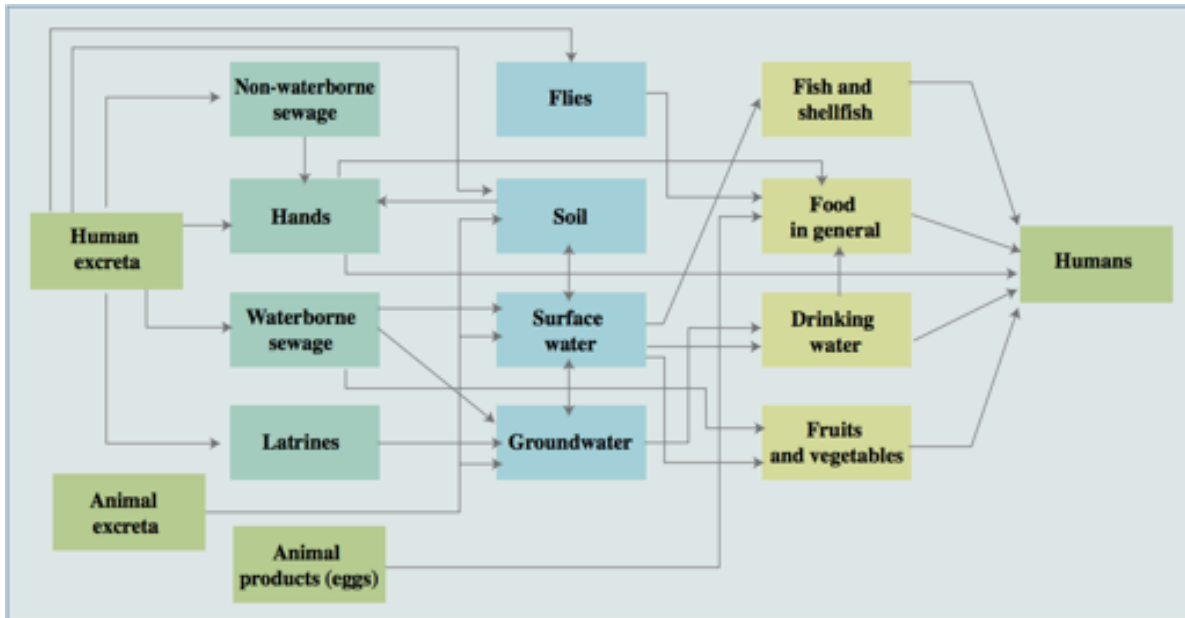 Non-waterborne
sewage
Flies
Fish and
shellfish
Human
excreta
Hands
Soil
Food
in general
Humans
Waterborne
sewage
Surface
water
Drinking
water
Latrines
Groundwater
Fruits
and vegetables
Animal
excreta
Animal
products (eggs)